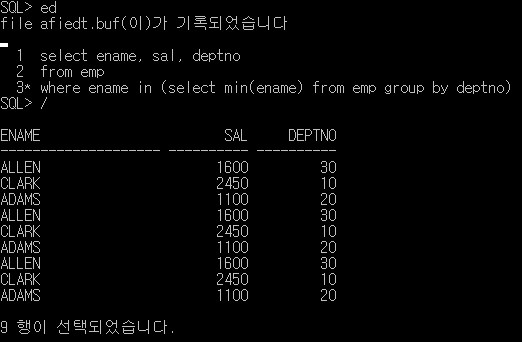 SQL> ed
file afiedt.buf(이)가 기록되었습니다
1 select ename, sal, deptno
2 from emp
3* where ename in (select min(ename) from emp group by deptno)
SQL> /
ENAME SAL DEPTNO
-------------------- ---------- ----------
ALLEN 1600 30
CLARK 2450 10
ADAMS 1100 20
ALLEN 1600 30
CLARK 2450 10
ADAMS 1100 20
ALLEN 1600 30
CLARK 2450 10
ADAMS 1100 20
9 행이 선택되었습니다.